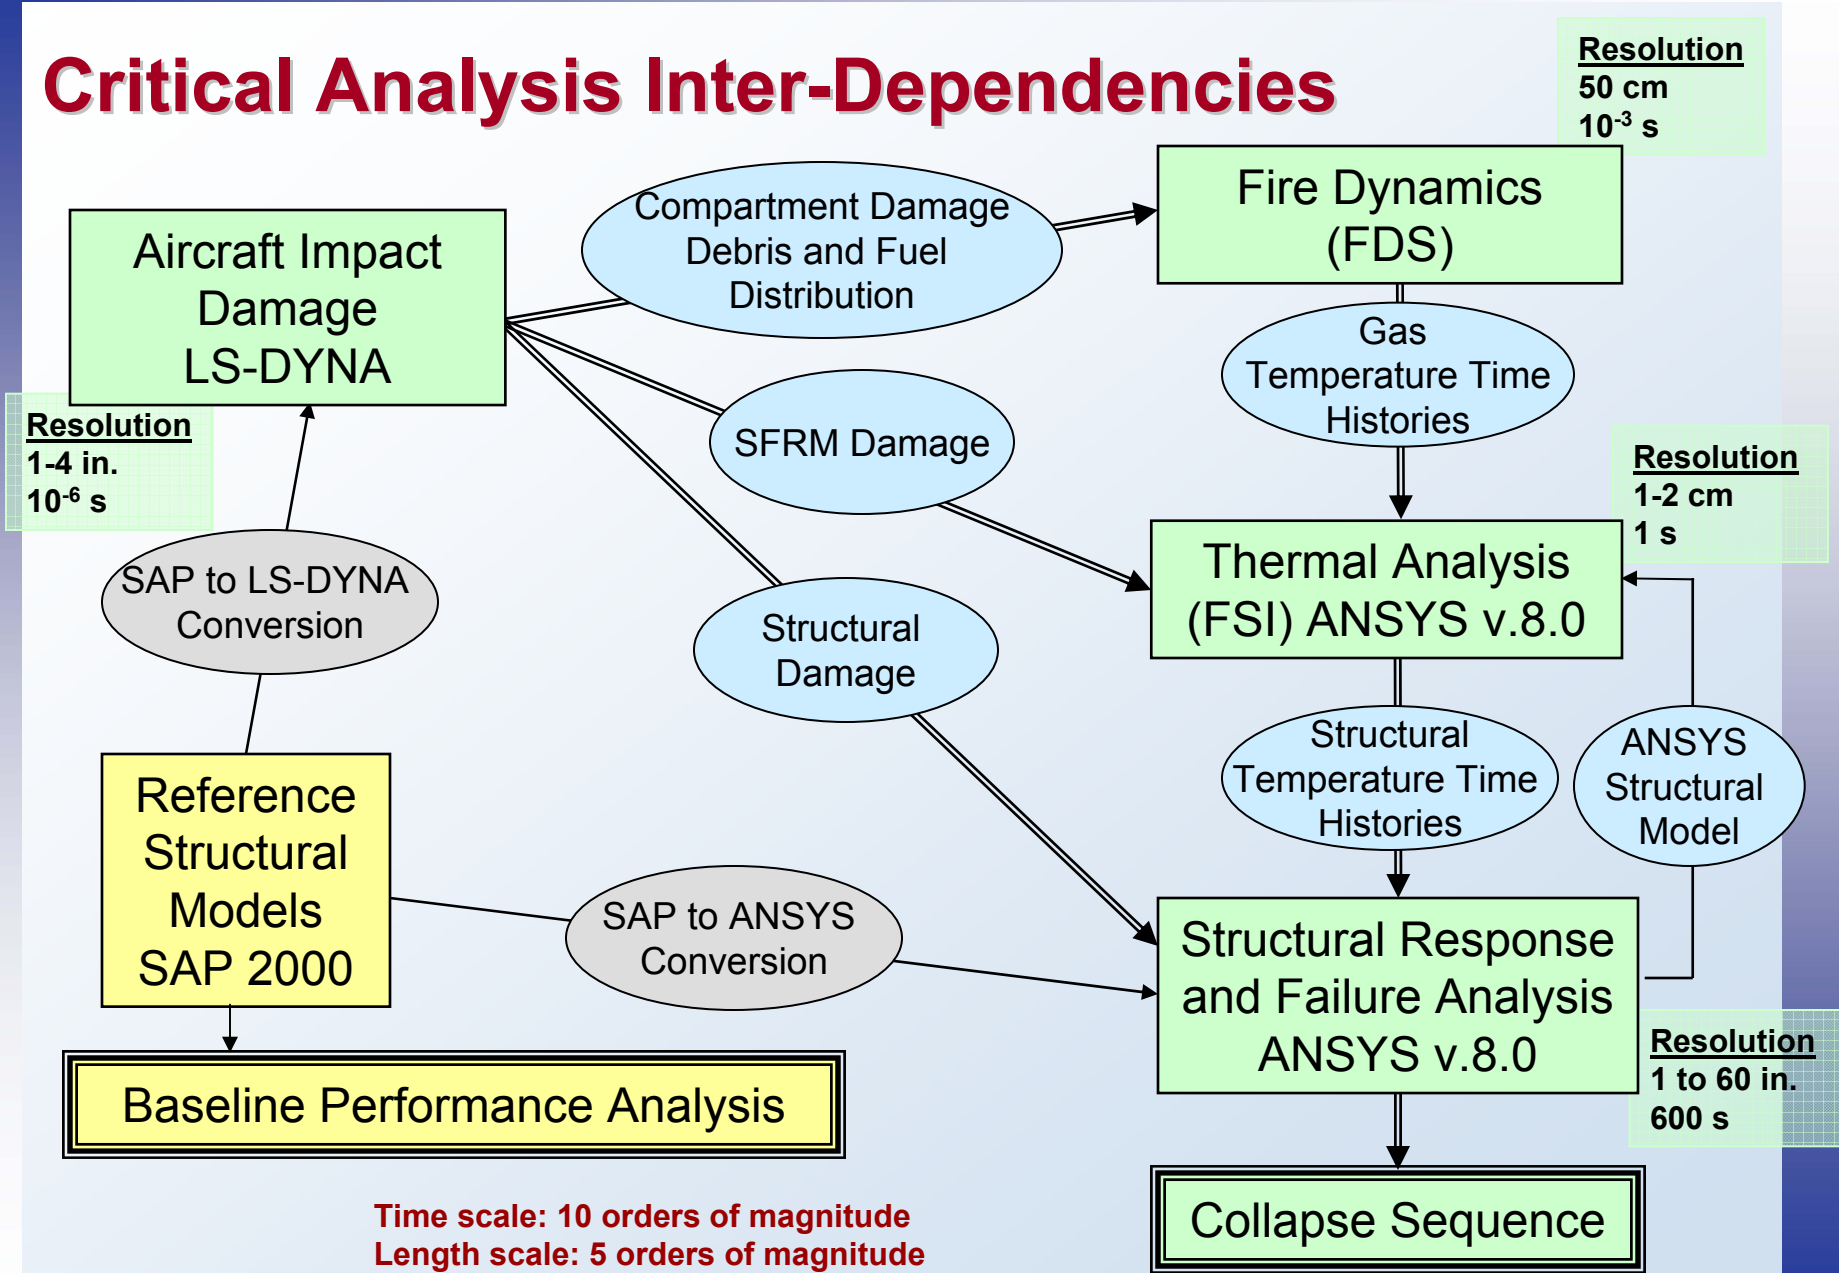 Critical Analysis Inter-Dependencies
Resolution
50 cm
10⁻³ s
Aircraft Impact
Damage
LS-DYNA
Compartment Damage
Debris and Fuel
Distribution
Fire Dynamics
(FDS)
Gas
Temperature Time
Histories
Resolution
1-4 in.
10⁻⁶ s
SFRM Damage
Resolution
1-2 cm
1 s
SAP to LS-DYNA
Conversion
Thermal Analysis
(FSI) ANSYS v.8.0
Structural
Damage
Structural
Temperature Time
Histories
ANSYS
Structural
Model
Reference
Structural
Models
SAP 2000
SAP to ANSYS
Conversion
Structural Response
and Failure Analysis
ANSYS v.8.0
Resolution
1 to 60 in.
600 s
Baseline Performance Analysis
Collapse Sequence
Time scale: 10 orders of magnitude
Length scale: 5 orders of magnitude